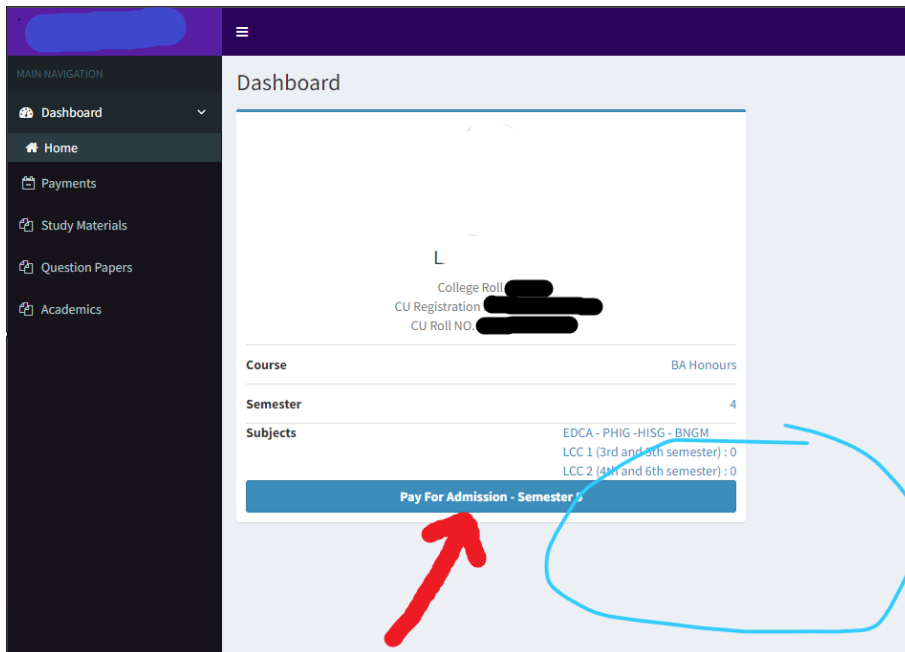 MAIN NAVIGATION
Dashboard
Home
Payments
Study Materials
Question Papers
Academics
Dashboard
L
College Roll
CU Registration
CU Roll NO.
Course BA Honours
Semester 4
Subjects EDCA - PHIG -HISG - BNGM
LCC 1 (3rd and 5th semester) : 0
LCC 2 (4th and 6th semester) : 0
Pay For Admission - Semester